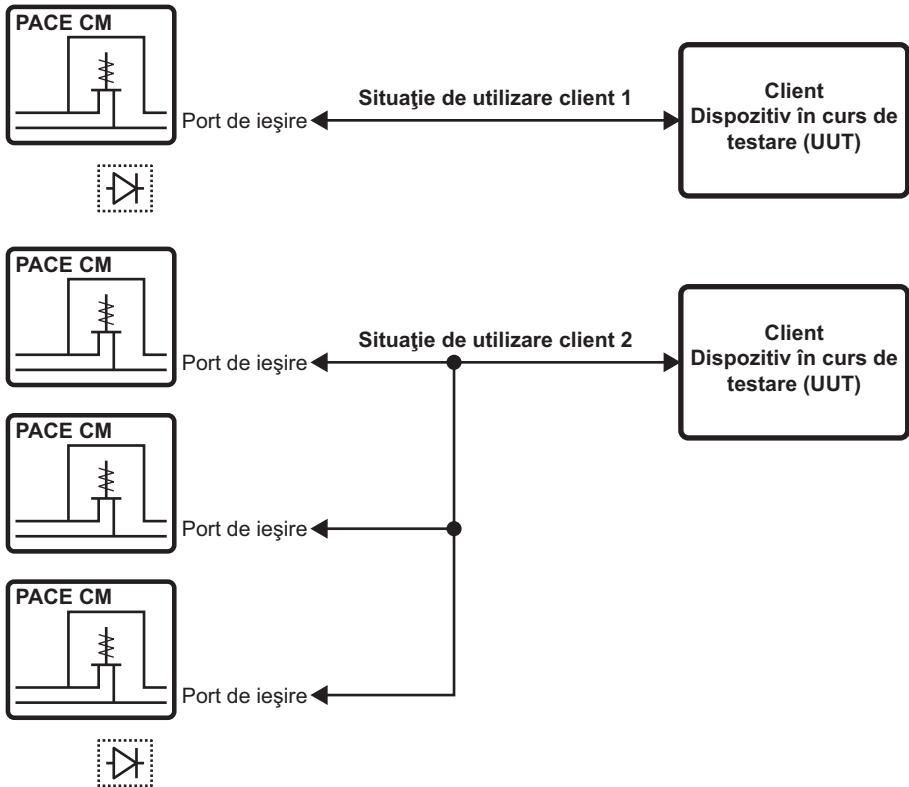 PACE CM
Port de ieşire
Situaţie de utilizare client 1
Client
Dispozitiv în curs de
testare (UUT)
PACE CM
Port de ieşire
Situaţie de utilizare client 2
Client
Dispozitiv în curs de
testare (UUT)
PACE CM
Port de ieşire
PACE CM
Port de ieşire